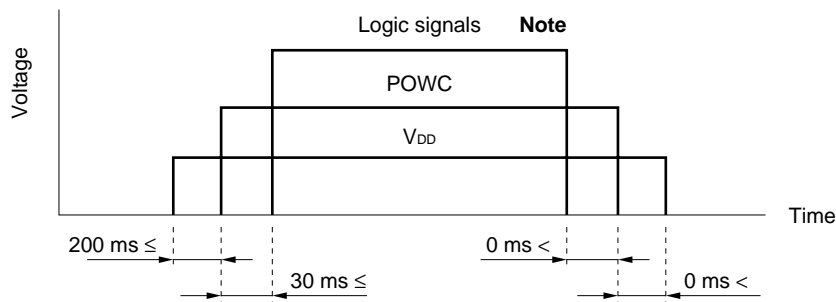 Logic signals Note
Voltage
POWC
VDD
Time
200 ms ≤
0 ms <
30 ms ≤
0 ms <